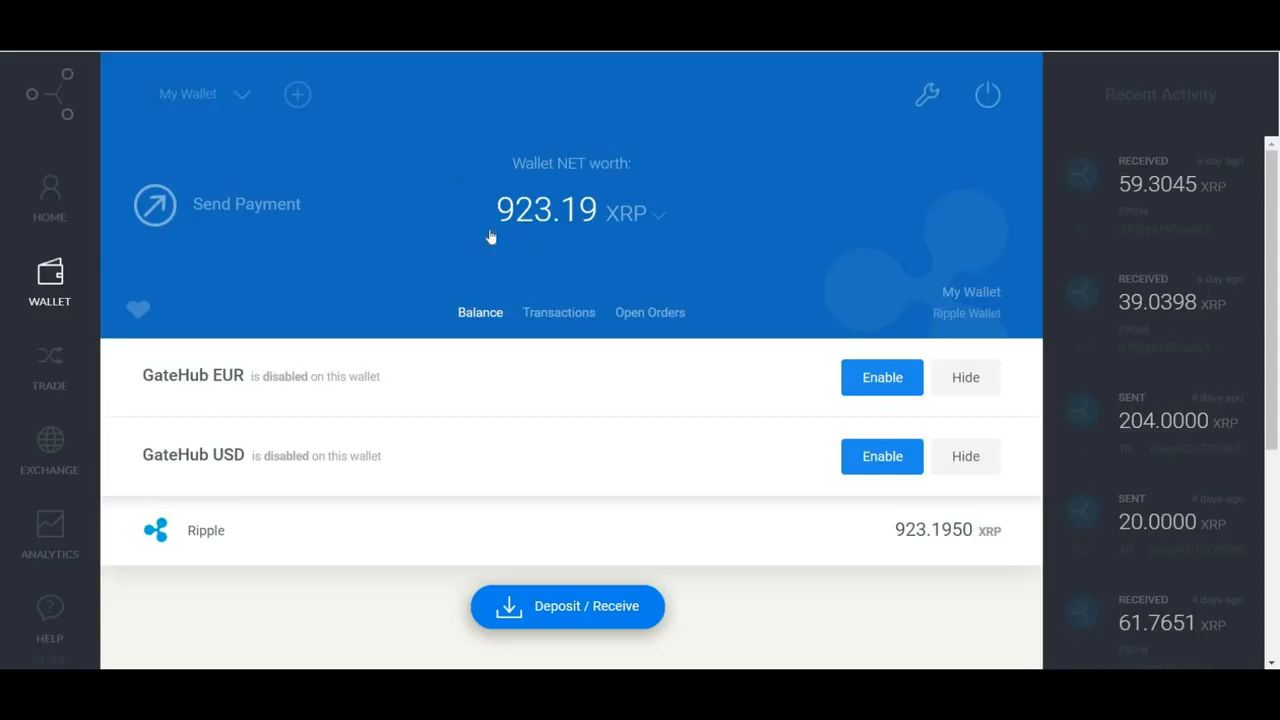 My Wallet
Recent Activity
HOME
WALLET
TRADE
EXCHANGE
ANALYTICS
HELP
Send Payment
Wallet NET worth:
923.19 XRP
Balance Transactions Open Orders
My Wallet
Ripple Wallet
GateHub EUR is disabled on this wallet
Enable Hide
GateHub USD is disabled on this wallet
Enable Hide
Ripple 923.1950 XRP
Deposit / Receive
RECEIVED a day ago
59.3045 XRP
FROM
RECEIVED a day ago
39.0398 XRP
FROM
SENT 4 days ago
204.0000 XRP
TO
SENT 4 days ago
20.0000 XRP
TO
RECEIVED 4 days ago
61.7651 XRP
FROM